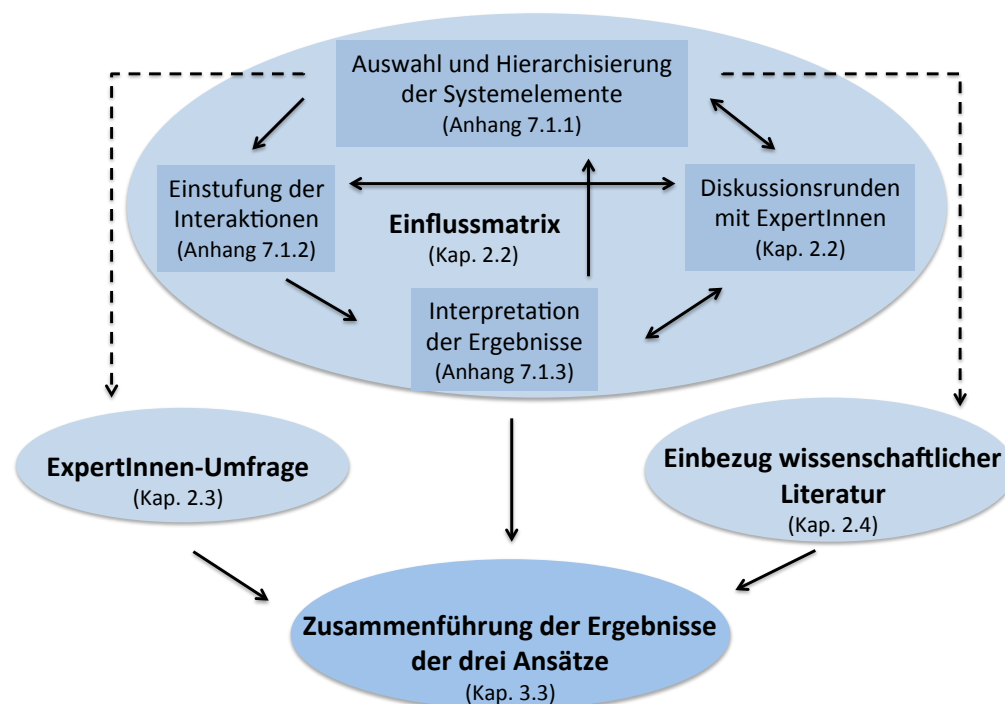 Auswahl und Hierarchisierung
der Systemelemente
(Anhang 7.1.1)
Einstufung der
Interaktionen
(Anhang 7.1.2)
Einflussmatrix
(Kap. 2.2)
Diskussionsrunden
mit ExpertInnen
(Kap. 2.2)
Interpretation
der Ergebnisse
(Anhang 7.1.3)
ExpertInnen-Umfrage
(Kap. 2.3)
Einbezug wissenschaftlicher
Literatur
(Kap. 2.4)
Zusammenführung der Ergebnisse
der drei Ansätze
(Kap. 3.3)